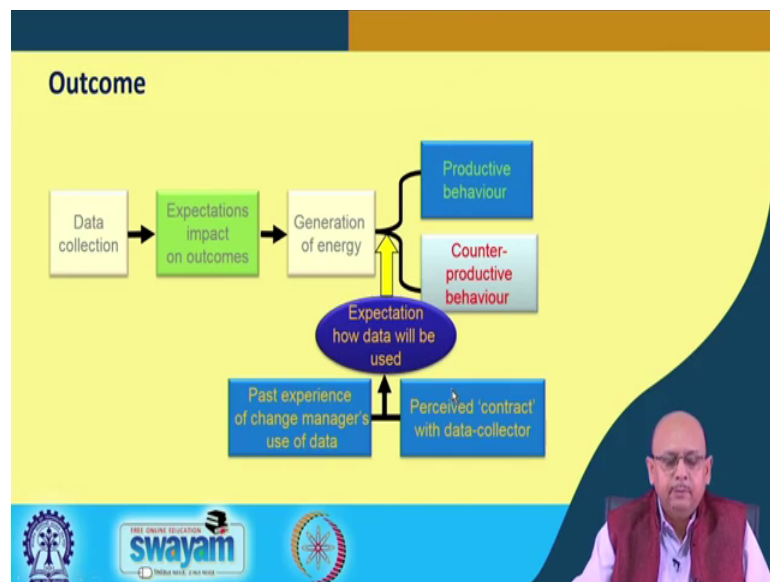 Outcome
Data
collection
Expectations
impact
on outcomes
Generation
of energy
Productive
behaviour
Counter-
productive
behaviour
Expectation
how data will be
used
Past experience
of change manager's
use of data
Perceived 'contract'
with data-collector
FREE ONLINE EDUCATION
swayam